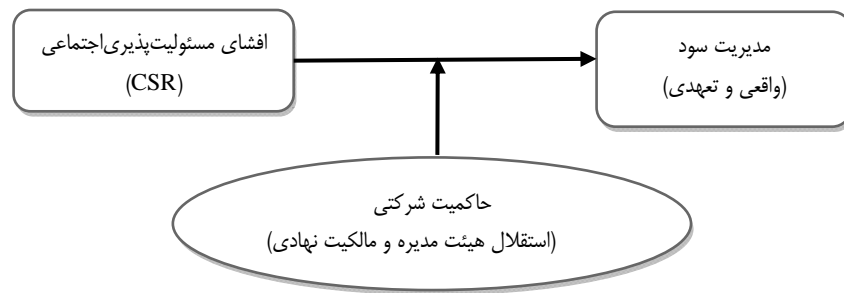 افشای مسئولیت‌پذیری‌اجتماعی
(CSR)
مدیریت سود
(واقعی و تعهدی)
حاکمیت شرکتی
(استقلال هیئت مدیره و مالکیت نهادی)